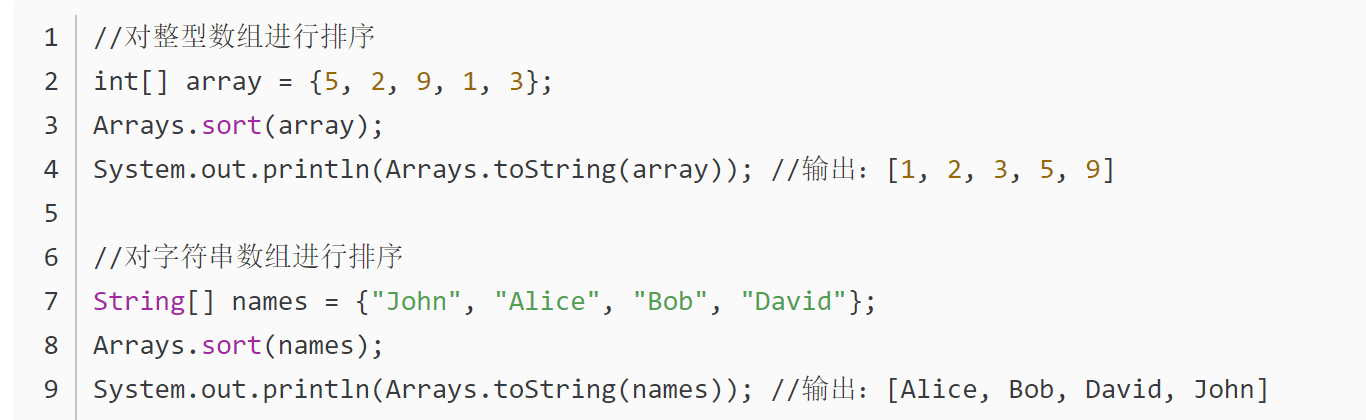 1 //对整型数组进行排序
2 int[] array = {5, 2, 9, 1, 3};
3 Arrays.sort(array);
4 System.out.println(Arrays.toString(array)); //输出：[1, 2, 3, 5, 9]
5
6 //对字符串数组进行排序
7 String[] names = {"John", "Alice", "Bob", "David"};
8 Arrays.sort(names);
9 System.out.println(Arrays.toString(names)); //输出：[Alice, Bob, David, John]